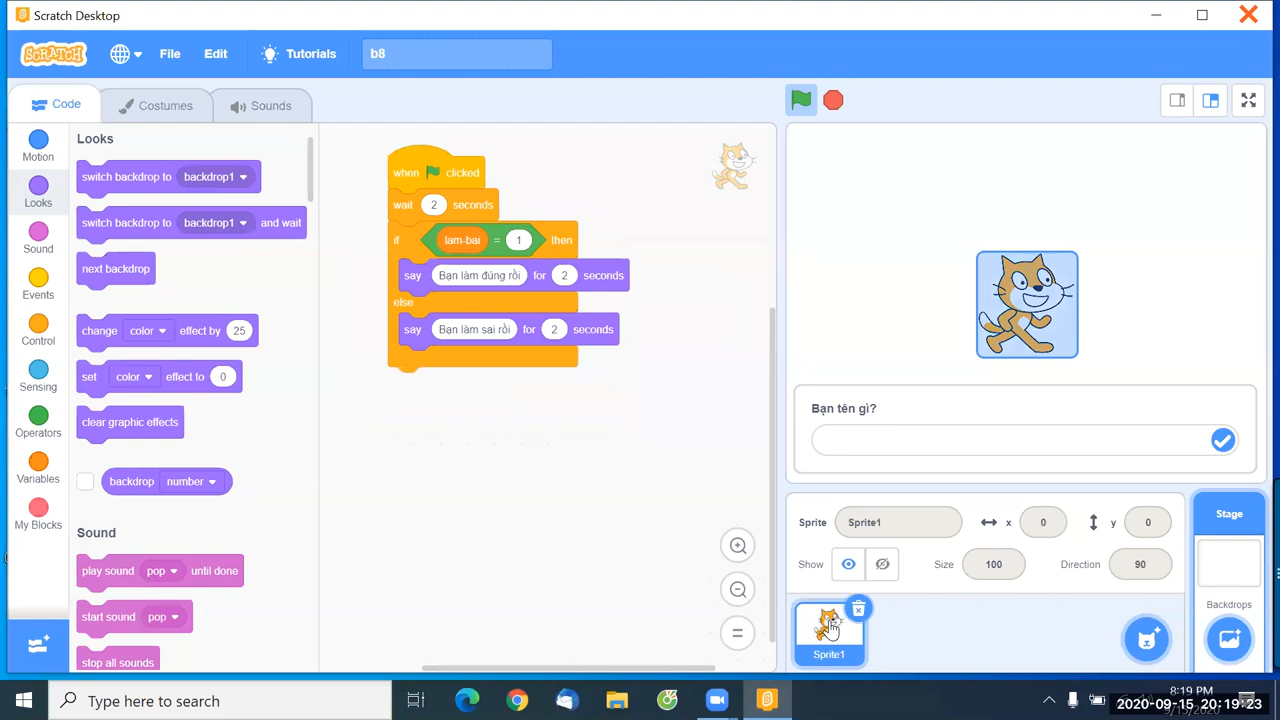 Scratch Desktop
SCRATCH
File
Edit
Tutorials
b8
Code
Costumes
Sounds
Motion
Looks
Sound
Events
Control
Sensing
Operators
Variables
My Blocks
Looks
switch backdrop to backdrop1
switch backdrop to backdrop1 and wait
next backdrop
change color effect by 25
set color effect to 0
clear graphic effects
backdrop number
Sound
play sound pop until done
start sound pop
stop all sounds
when clicked
wait 2 seconds
if lam-bai = 1 then
say Bạn làm đúng rồi for 2 seconds
else
say Bạn làm sai rồi for 2 seconds
Bạn tên gì?
Sprite Sprite1 x 0 y 0
Show Size 100 Direction 90
Sprite1
Stage
Backdrops
Type here to search
8:19 PM
2020-09-15 20:19:23